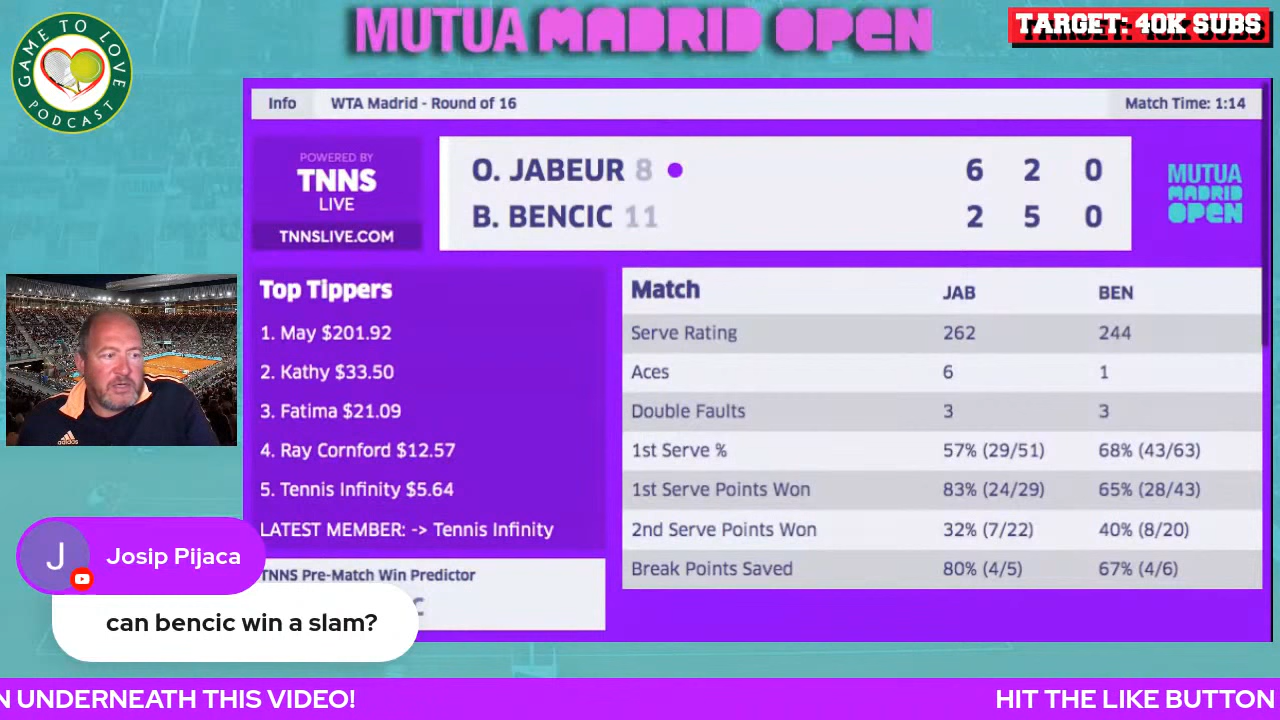 GAME TO LOVE
PODCAST
MUTUA MADRID OPEN
TARGET: 40K SUBS
Info WTA Madrid - Round of 16 Match Time: 1:14
POWERED BY
TNNS
LIVE
TNNSLIVE.COM
O. JABEUR 8 6 2 0
B. BENCIC 11 2 5 0
MUTUA
MADRID
OPEN
Top Tippers
1. May $201.92
2. Kathy $33.50
3. Fatima $21.09
4. Ray Cornford $12.57
5. Tennis Infinity $5.64
LATEST MEMBER: -> Tennis Infinity
TNNS Pre-Match Win Predictor
Match JAB BEN
Serve Rating 262 244
Aces 6 1
Double Faults 3 3
1st Serve % 57% (29/51) 68% (43/63)
1st Serve Points Won 83% (24/29) 65% (28/43)
2nd Serve Points Won 32% (7/22) 40% (8/20)
Break Points Saved 80% (4/5) 67% (4/6)
adidas
J
Josip Pijaca
can bencic win a slam?
N UNDERNEATH THIS VIDEO! HIT THE LIKE BUTTON